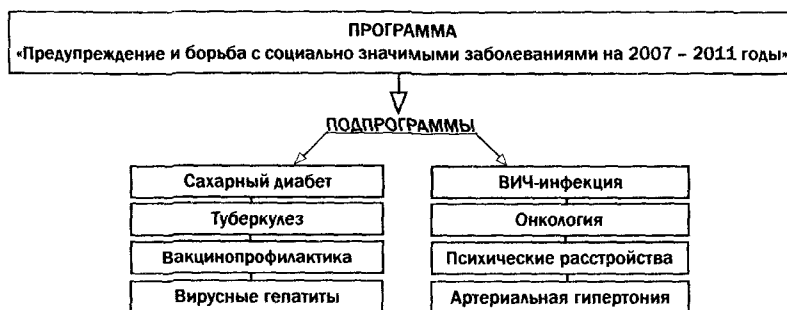 ПРОГРАММА
«Предупреждение и борьба с социально значимыми заболеваниями на 2007 – 2011 годы»
ПОДПРОГРАММЫ
Сахарный диабет
Туберкулез
Вакцинопрофилактика
Вирусные гепатиты
ВИЧ-инфекция
Онкология
Психические расстройства
Артериальная гипертония